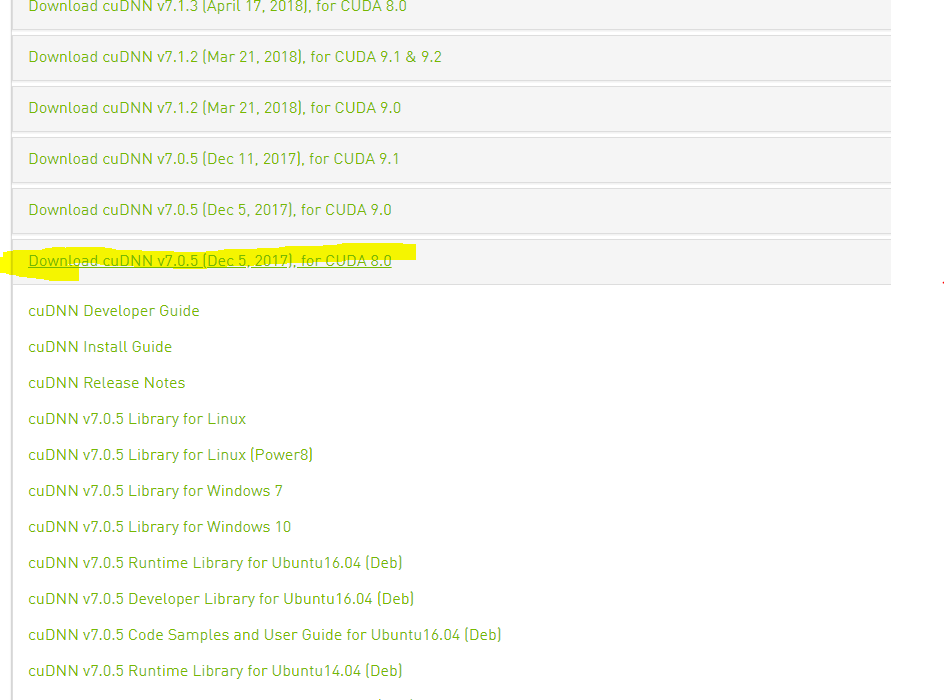 Download cuDNN v7.1.3 (April 17, 2018), for CUDA 8.0
Download cuDNN v7.1.2 (Mar 21, 2018), for CUDA 9.1 & 9.2
Download cuDNN v7.1.2 (Mar 21, 2018), for CUDA 9.0
Download cuDNN v7.0.5 (Dec 11, 2017), for CUDA 9.1
Download cuDNN v7.0.5 (Dec 5, 2017), for CUDA 9.0
Download cuDNN v7.0.5 (Dec 5, 2017), for CUDA 8.0
cuDNN Developer Guide
cuDNN Install Guide
cuDNN Release Notes
cuDNN v7.0.5 Library for Linux
cuDNN v7.0.5 Library for Linux (Power8)
cuDNN v7.0.5 Library for Windows 7
cuDNN v7.0.5 Library for Windows 10
cuDNN v7.0.5 Runtime Library for Ubuntu16.04 (Deb)
cuDNN v7.0.5 Developer Library for Ubuntu16.04 (Deb)
cuDNN v7.0.5 Code Samples and User Guide for Ubuntu16.04 (Deb)
cuDNN v7.0.5 Runtime Library for Ubuntu14.04 (Deb)